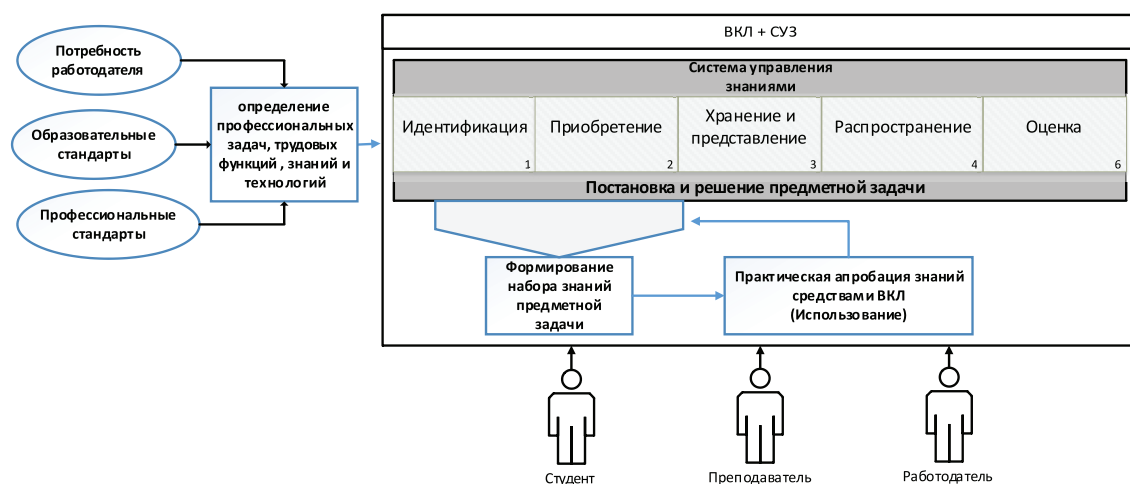 Потребность
работодателя
Образовательные
стандарты
Профессиональные
стандарты
определение
профессиональных
задач, трудовых
функций , знаний и
технологий
ВКЛ + СУЗ
Система управления
знаниями
Идентификация
1
Приобретение
2
Хранение и
представление
3
Распространение
4
Оценка
6
Постановка и решение предметной задачи
Формирование
набора знаний
предметной
задачи
Практическая апробация знаний
средствами ВКЛ
(Использование)
Студент
Преподаватель
Работодатель